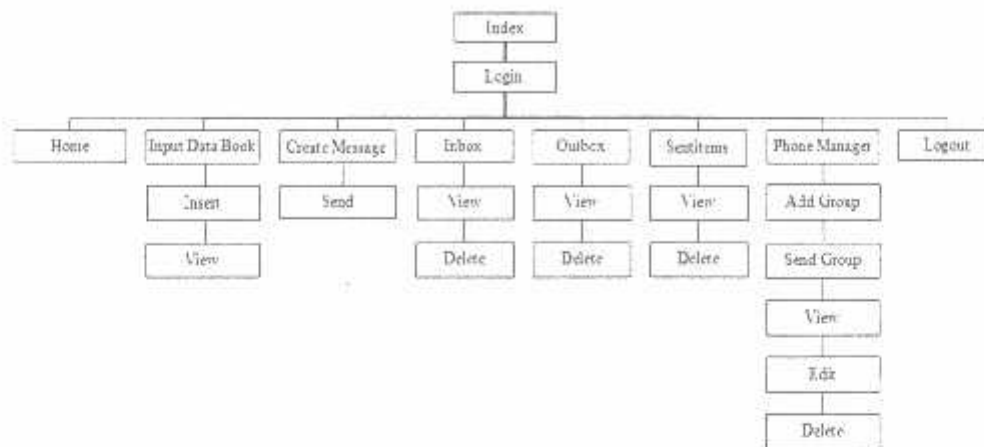 Index
Login
Home
Input Data Book
Create Message
Inbox
Outbox
Sentitems
Phone Manager
Logout
Insert
Send
View
View
View
Add Group
View
Delete
Delete
Delete
Send Group
View
Edit
Delete